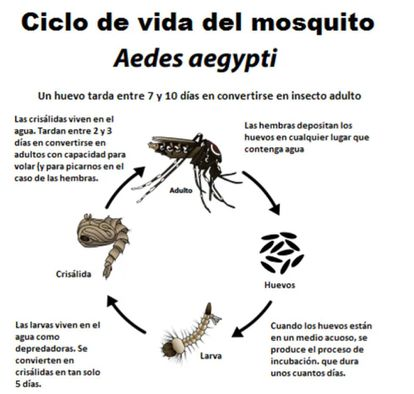 Ciclo de vida del mosquito
Aedes aegypti
Un huevo tarda entre 7 y 10 días en convertirse en insecto adulto
Las crisálidas viven en el
agua. Tardan entre 2 y 3
días en convertirse en
adultos con capacidad para
volar (y para picarnos en el
caso de las hembras.
Las hembras depositan los
huevos en cualquier lugar que
contenga agua
Adulto
Crisálida
Huevos
Las larvas viven en el
agua como
depredadoras. Se
convierten en
crisálidas en tan solo
5 días.
Larva
Cuando los huevos están
en un medio acuoso, se
produce el proceso de
incubación. que dura
unos cuantos días.